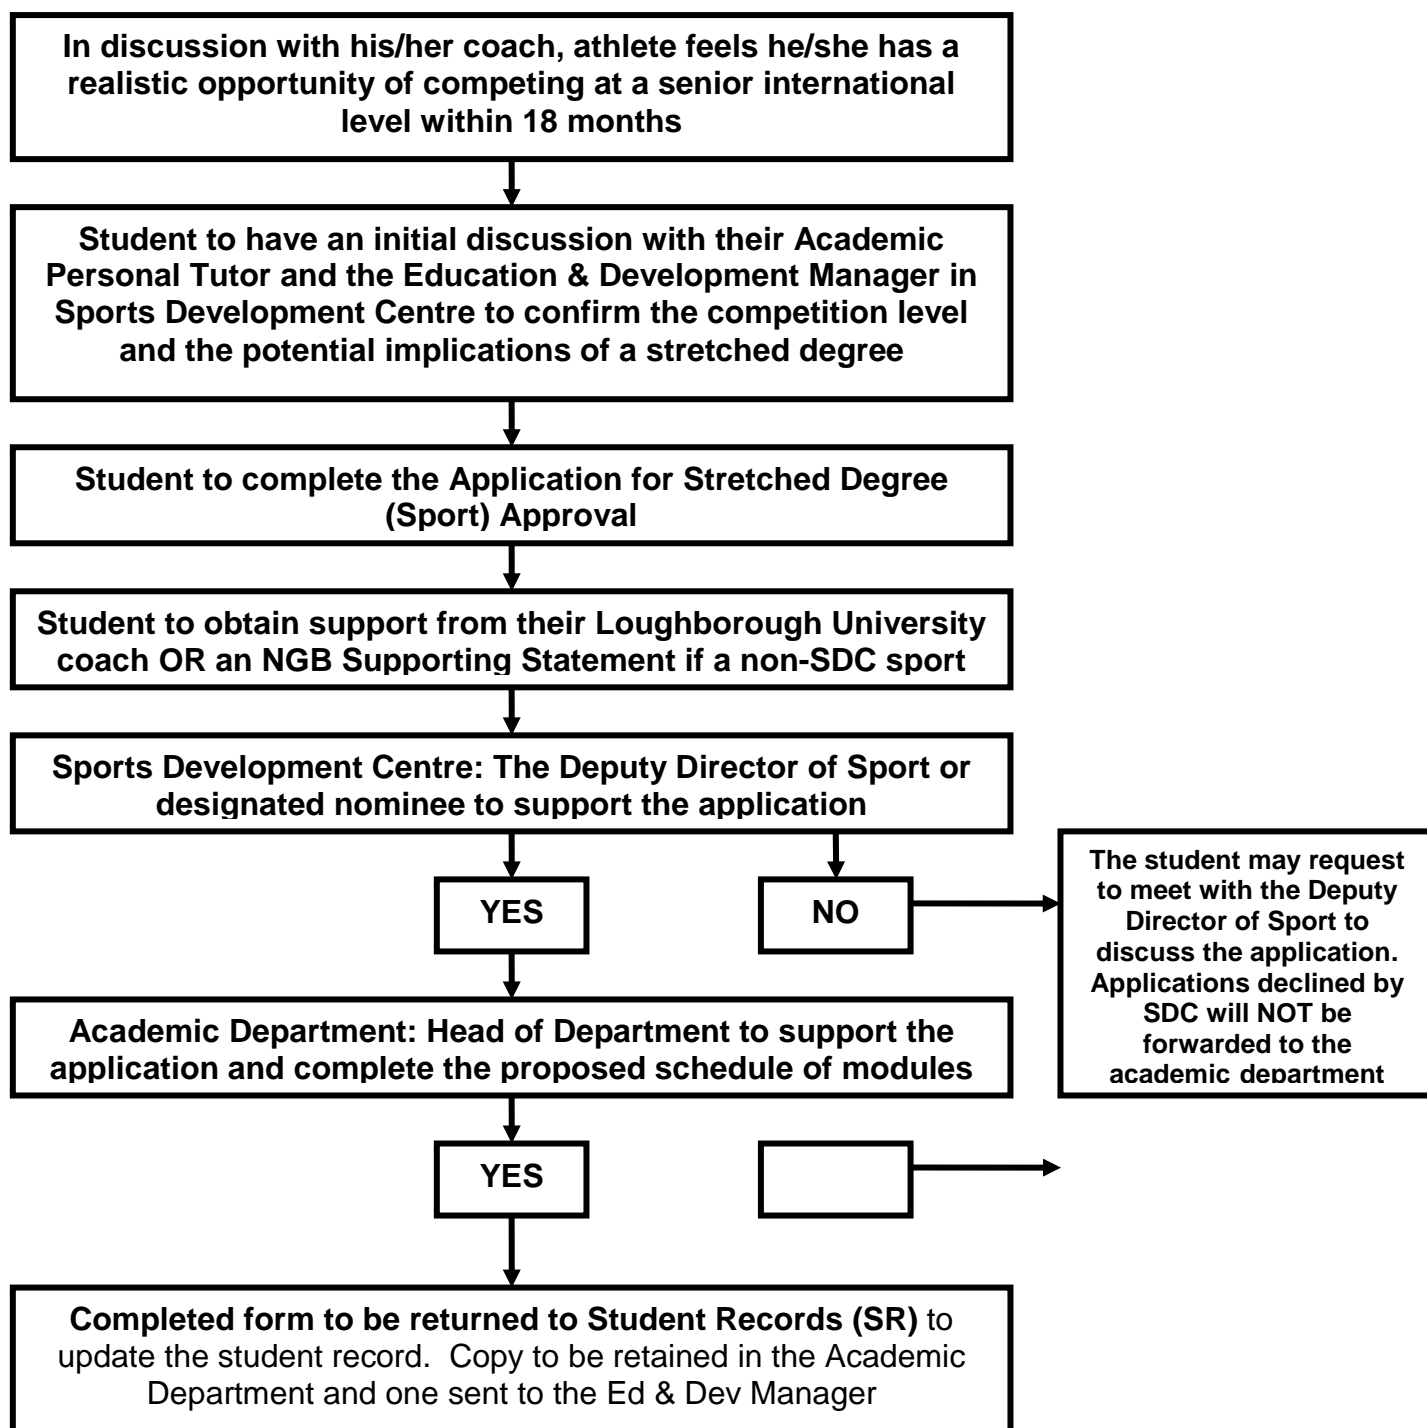 In discussion with his/her coach, athlete feels he/she has a
realistic opportunity of competing at a senior international
level within 18 months
Student to have an initial discussion with their Academic
Personal Tutor and the Education & Development Manager in
Sports Development Centre to confirm the competition level
and the potential implications of a stretched degree
Student to complete the Application for Stretched Degree
(Sport) Approval
Student to obtain support from their Loughborough University
coach OR an NGB Supporting Statement if a non-SDC sport
Sports Development Centre: The Deputy Director of Sport or
designated nominee to support the application
YES
NO
The student may request
to meet with the Deputy
Director of Sport to
discuss the application.
Applications declined by
SDC will NOT be
forwarded to the
academic department
Academic Department: Head of Department to support the
application and complete the proposed schedule of modules
YES
Completed form to be returned to Student Records (SR) to
update the student record.  Copy to be retained in the Academic
Department and one sent to the Ed & Dev Manager